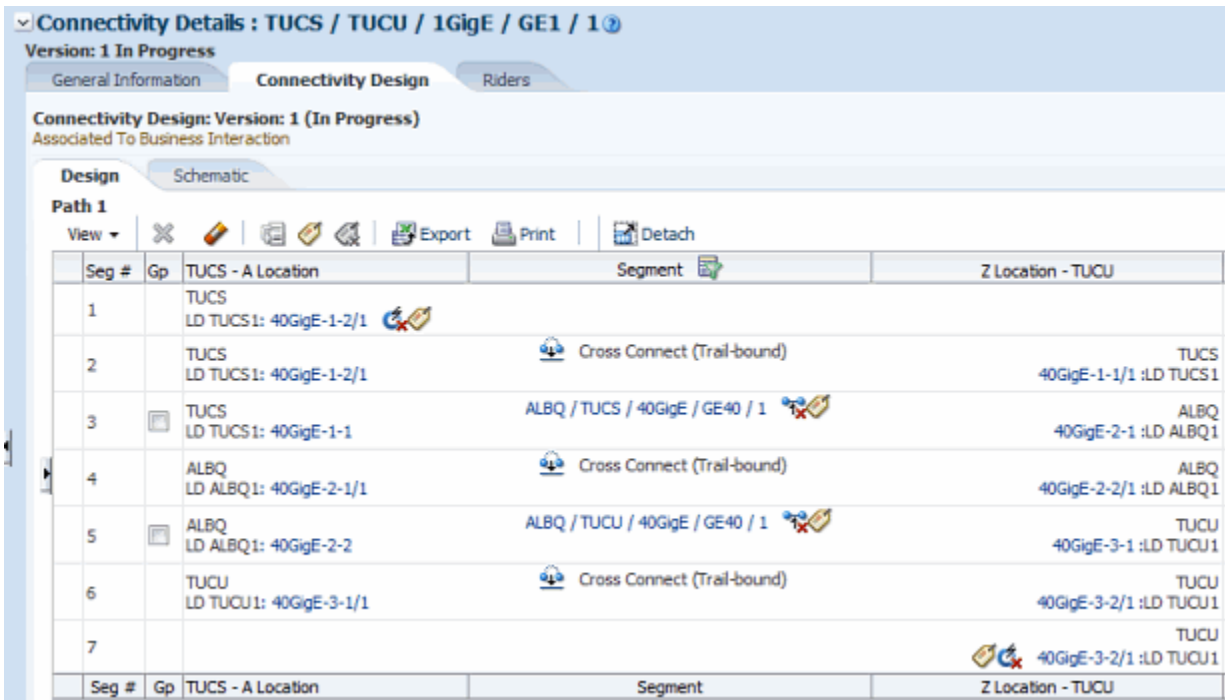 Connectivity Details : TUCS / TUCU / 1GigE / GE1 / 1
Version: 1 In Progress
General Information Connectivity Design Riders
Connectivity Design: Version: 1 (In Progress)
Associated To Business Interaction
Design Schematic
Path 1
View Export Print Detach
Seg # Gp TUCS - A Location Segment Z Location - TUCU
TUCS
1
LD TUCS1: 40GigE-1-2/1
TUCS Cross Connect (Trail-bound) TUCS
2
LD TUCS1: 40GigE-1-2/1 40GigE-1-1/1 :LD TUCS1
TUCS ALBQ / TUCS / 40GigE / GE40 / 1 ALBQ
3
LD TUCS1: 40GigE-1-1 40GigE-2-1 :LD ALBQ1
ALBQ Cross Connect (Trail-bound) ALBQ
4
LD ALBQ1: 40GigE-2-1/1 40GigE-2-2/1 :LD ALBQ1
ALBQ ALBQ / TUCU / 40GigE / GE40 / 1 TUCU
5
LD ALBQ1: 40GigE-2-2 40GigE-3-1 :LD TUCU1
TUCU Cross Connect (Trail-bound) TUCU
6
LD TUCU1: 40GigE-3-1/1 40GigE-3-2/1 :LD TUCU1
TUCU
7
40GigE-3-2/1 :LD TUCU1
Seg # Gp TUCS - A Location Segment Z Location - TUCU